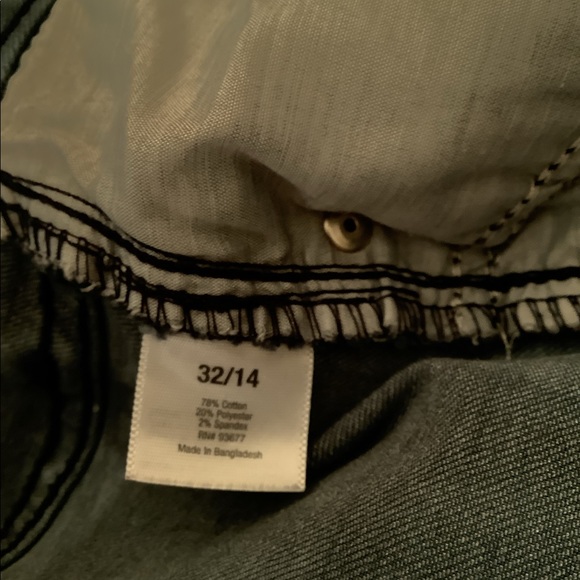 32/14
78% Cotton
20% Polyester
2% Spandex
RN# 93677
Made In Bangladesh